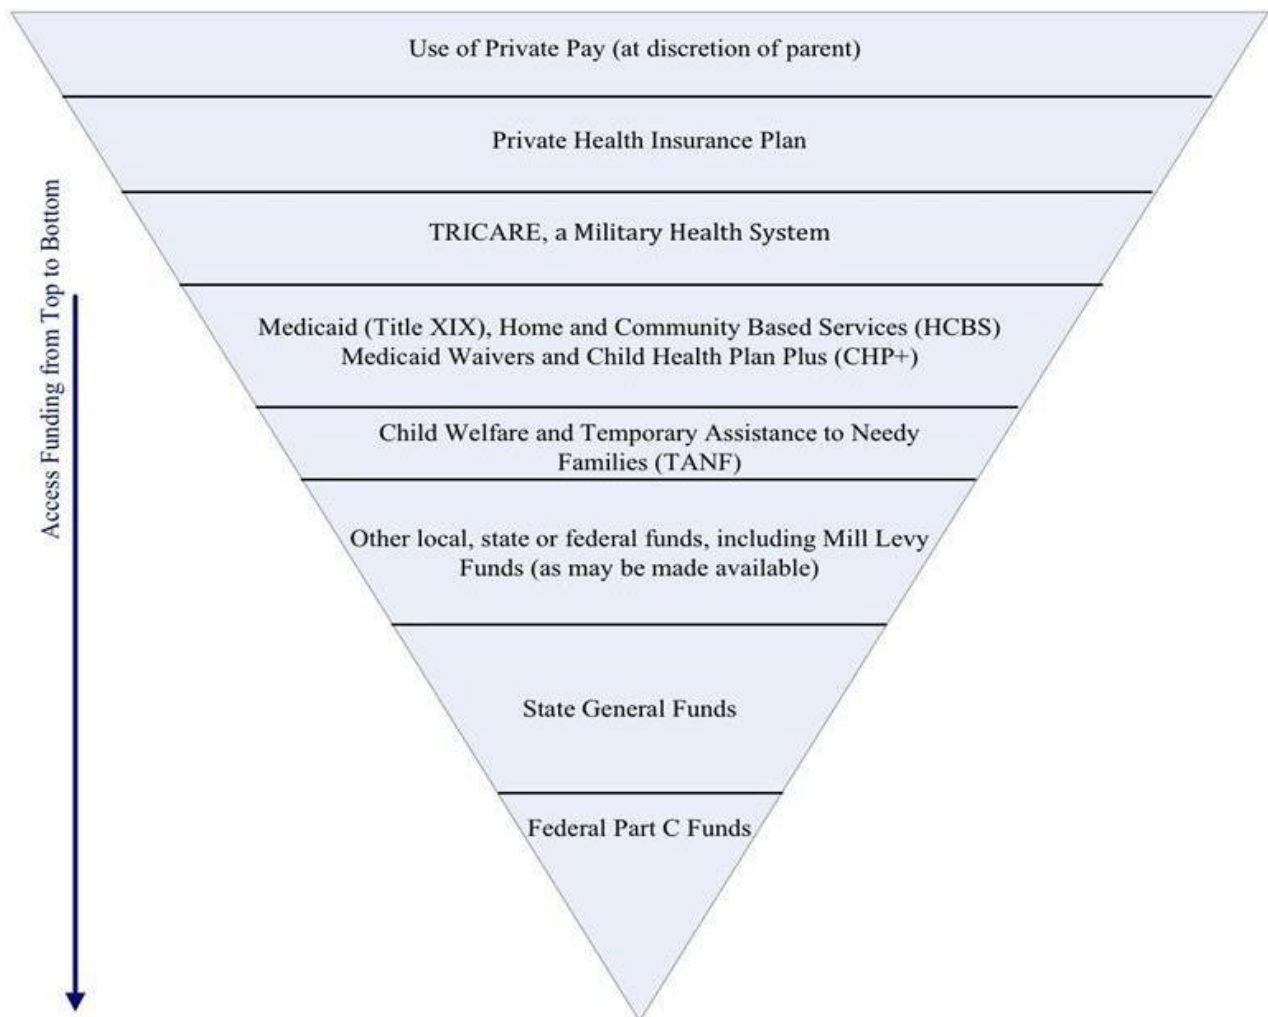 Use of Private Pay (at discretion of parent)
Private Health Insurance Plan
TRICARE, a Military Health System
Medicaid (Title XIX), Home and Community Based Services (HCBS)
Medicaid Waivers and Child Health Plan Plus (CHP+)
Child Welfare and Temporary Assistance to Needy
Families (TANF)
Other local, state or federal funds, including Mill Levy
Funds (as may be made available)
State General Funds
Federal Part C Funds
Access Funding from Top to Bottom